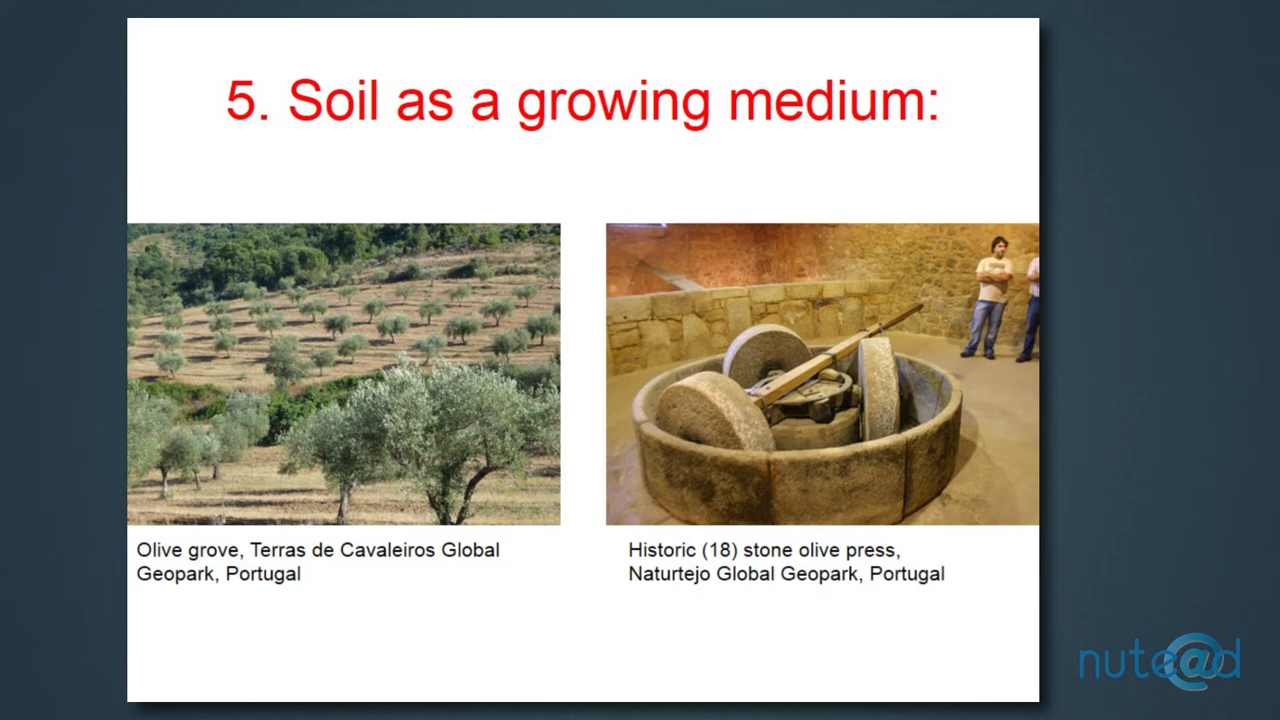 5. Soil as a growing medium:
Olive grove, Terras de Cavaleiros Global
Geopark, Portugal
Historic (18) stone olive press,
Naturtejo Global Geopark, Portugal
nute@d